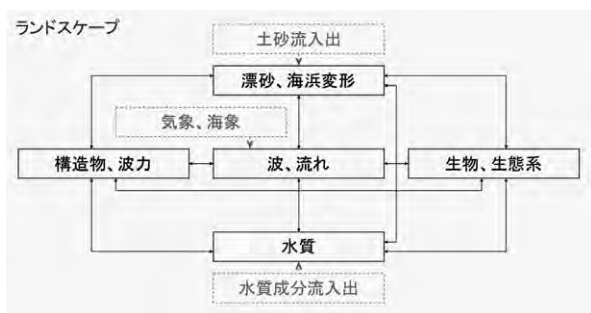 ランドスケープ
土砂流入出
漂砂、海浜変形
気象、海象
構造物、波力
波、流れ
生物、生態系
水質
水質成分流入出